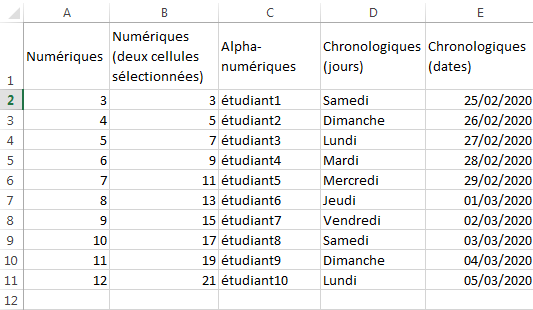 A B C D E
1 Numériques Numériques (deux cellules sélectionnées) Alpha-numériques Chronologiques (jours) Chronologiques (dates)
2 3 3 étudiant1 Samedi 25/02/2020
3 4 5 étudiant2 Dimanche 26/02/2020
4 5 7 étudiant3 Lundi 27/02/2020
5 6 9 étudiant4 Mardi 28/02/2020
6 7 11 étudiant5 Mercredi 29/02/2020
7 8 13 étudiant6 Jeudi 01/03/2020
8 9 15 étudiant7 Vendredi 02/03/2020
9 10 17 étudiant8 Samedi 03/03/2020
10 11 19 étudiant9 Dimanche 04/03/2020
11 12 21 étudiant10 Lundi 05/03/2020
12